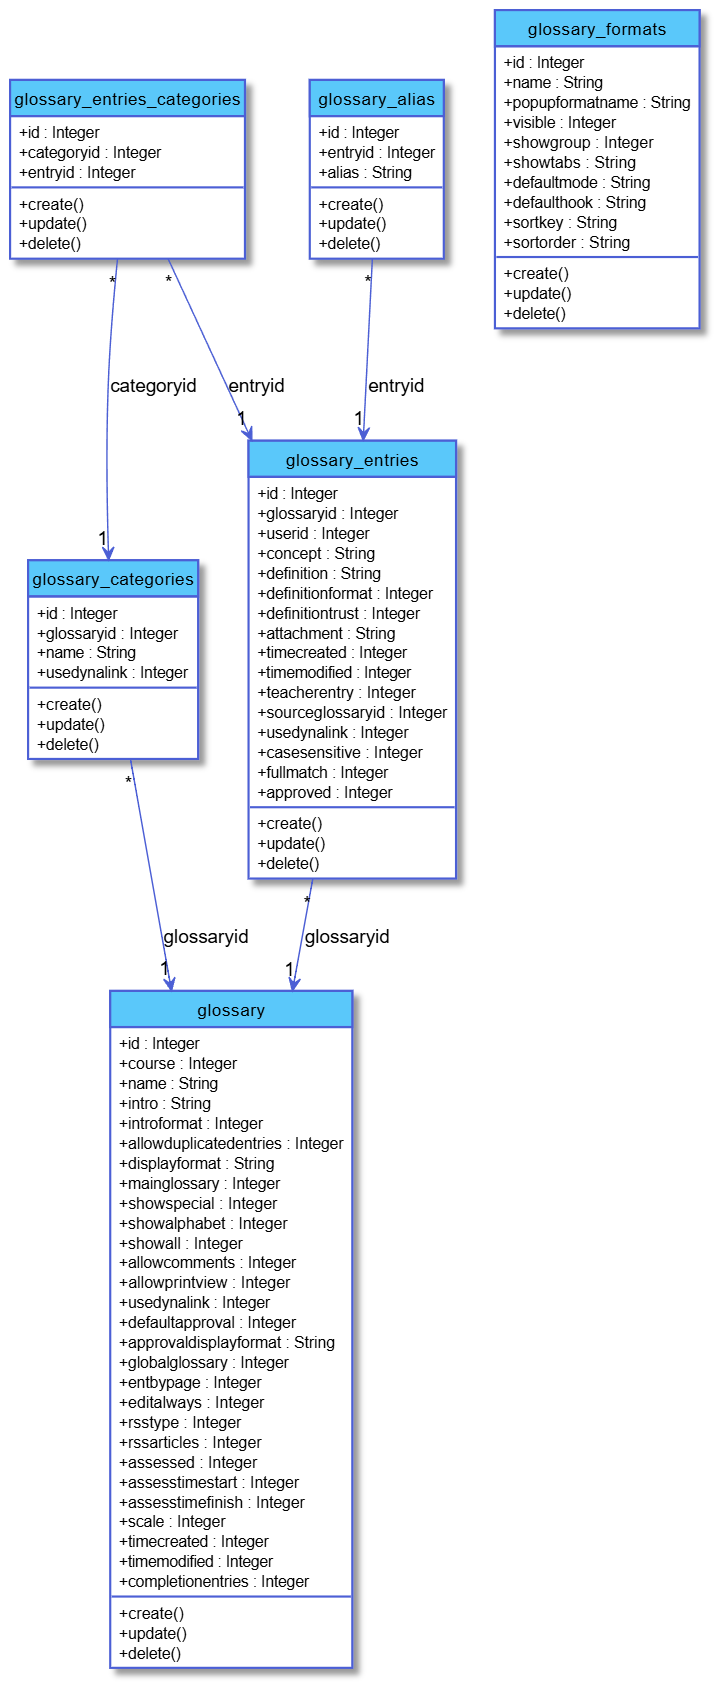 glossary_formats
+id : Integer
+name : String
+popupformatname : String
+visible : Integer
+showgroup : Integer
+showtabs : String
+defaultmode : String
+defaulthook : String
+sortkey : String
+sortorder : String
+create()
+update()
+delete()
glossary_entries_categories
+id : Integer
+categoryid : Integer
+entryid : Integer
+create()
+update()
+delete()
glossary_alias
+id : Integer
+entryid : Integer
+alias : String
+create()
+update()
+delete()
*
*
*
categoryid
entryid
entryid
1
1
1
glossary_entries
+id : Integer
+glossaryid : Integer
+userid : Integer
+concept : String
+definition : String
+definitionformat : Integer
+definitiontrust : Integer
+attachment : String
+timecreated : Integer
+timemodified : Integer
+teacherentry : Integer
+sourceglossaryid : Integer
+usedynalink : Integer
+casesensitive : Integer
+fullmatch : Integer
+approved : Integer
+create()
+update()
+delete()
glossary_categories
+id : Integer
+glossaryid : Integer
+name : String
+usedynalink : Integer
+create()
+update()
+delete()
*
*
glossaryid
glossaryid
1
1
glossary
+id : Integer
+course : Integer
+name : String
+intro : String
+introformat : Integer
+allowduplicatedentries : Integer
+displayformat : String
+mainglossary : Integer
+showspecial : Integer
+showalphabet : Integer
+showall : Integer
+allowcomments : Integer
+allowprintview : Integer
+usedynalink : Integer
+defaultapproval : Integer
+approvaldisplayformat : String
+globalglossary : Integer
+entbypage : Integer
+editalways : Integer
+rsstype : Integer
+rssarticles : Integer
+assessed : Integer
+assesstimestart : Integer
+assesstimefinish : Integer
+scale : Integer
+timecreated : Integer
+timemodified : Integer
+completionentries : Integer
+create()
+update()
+delete()